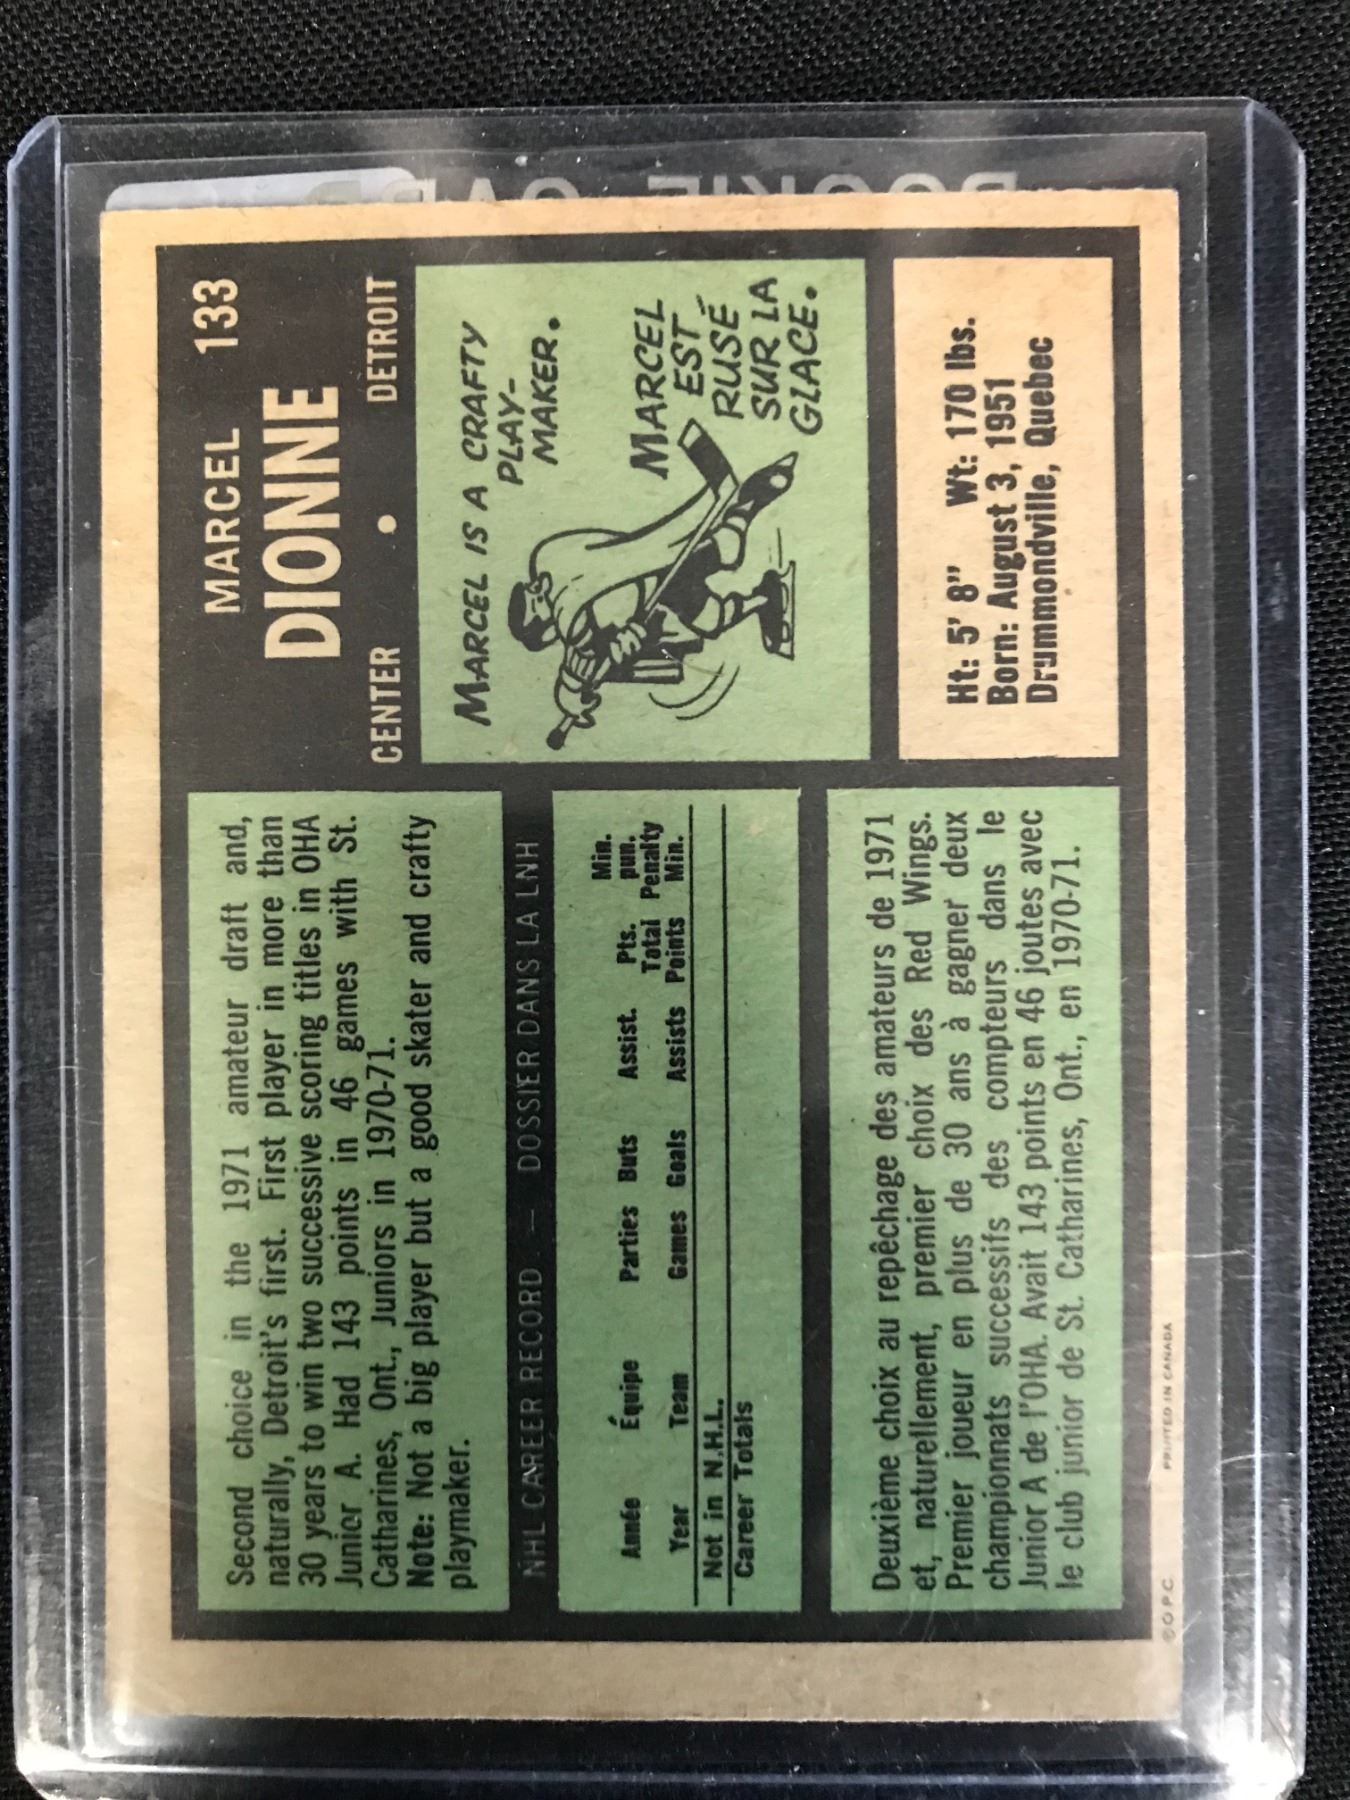 ROOKIE CARD
MARCEL 133
DIONNE
CENTER • DETROIT
Second choice in the 1971 amateur draft and,
naturally, Detroit's first. First player in more than
30 years to win two successive scoring titles in OHA
Junior A. Had 143 points in 46 games with St.
Catharines, Ont., Juniors in 1970-71.
Note: Not a big player but a good skater and crafty
playmaker.
MARCEL IS A CRAFTY
PLAY-
MAKER.
MARCEL
EST
RUSÉ
SUR LA
GLACE.
NHL CAREER RECORD — DOSSIER DANS LA LNH
Min.
Pts. pun.
Année Équipe Parties Buts Assist. Total Penalty
Year Team Games Goals Assists Points Min.
Not in N.H.L.
Career Totals
Ht: 5' 8" Wt: 170 lbs.
Born: August 3, 1951
Drummondville, Quebec
Deuxième choix au repêchage des amateurs de 1971
et, naturellement, premier choix des Red Wings.
Premier joueur en plus de 30 ans à gagner deux
championnats successifs des compteurs dans le
Junior A de l'OHA. Avait 143 points en 46 joutes avec
le club junior de St. Catharines, Ont., en 1970-71.
© O.P.C. PRINTED IN CANADA